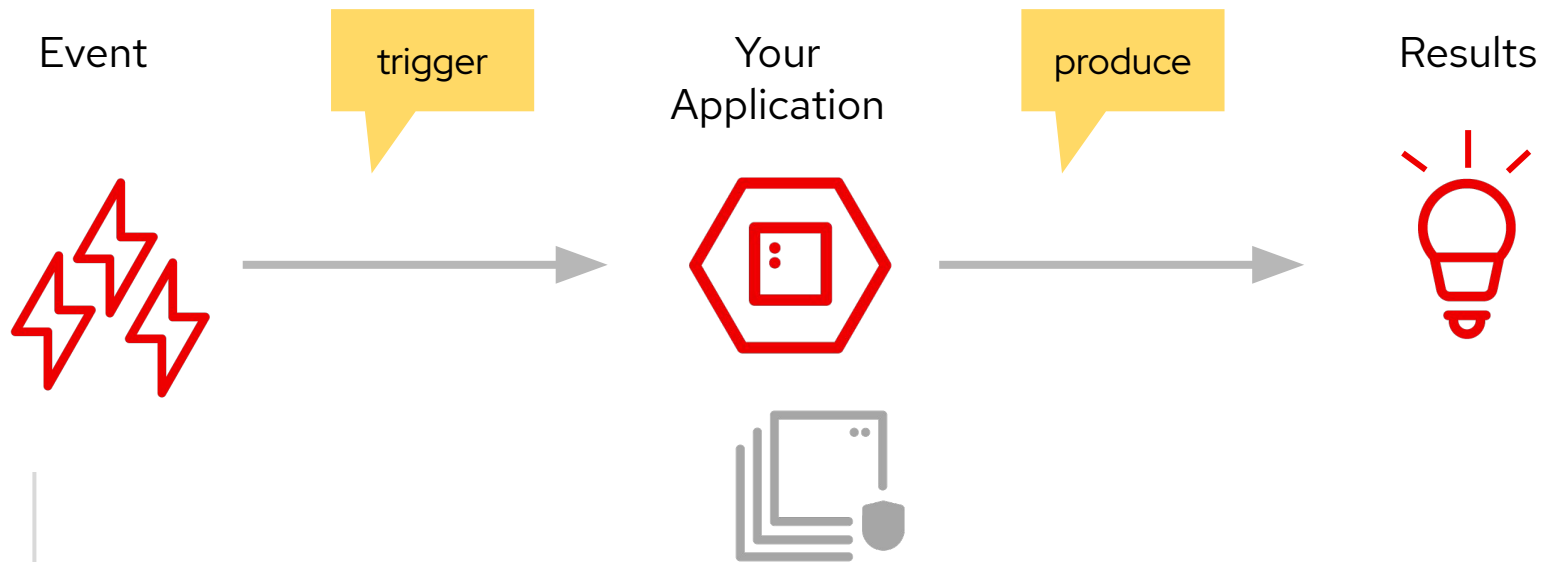 Event
trigger
Your
Application
produce
Results